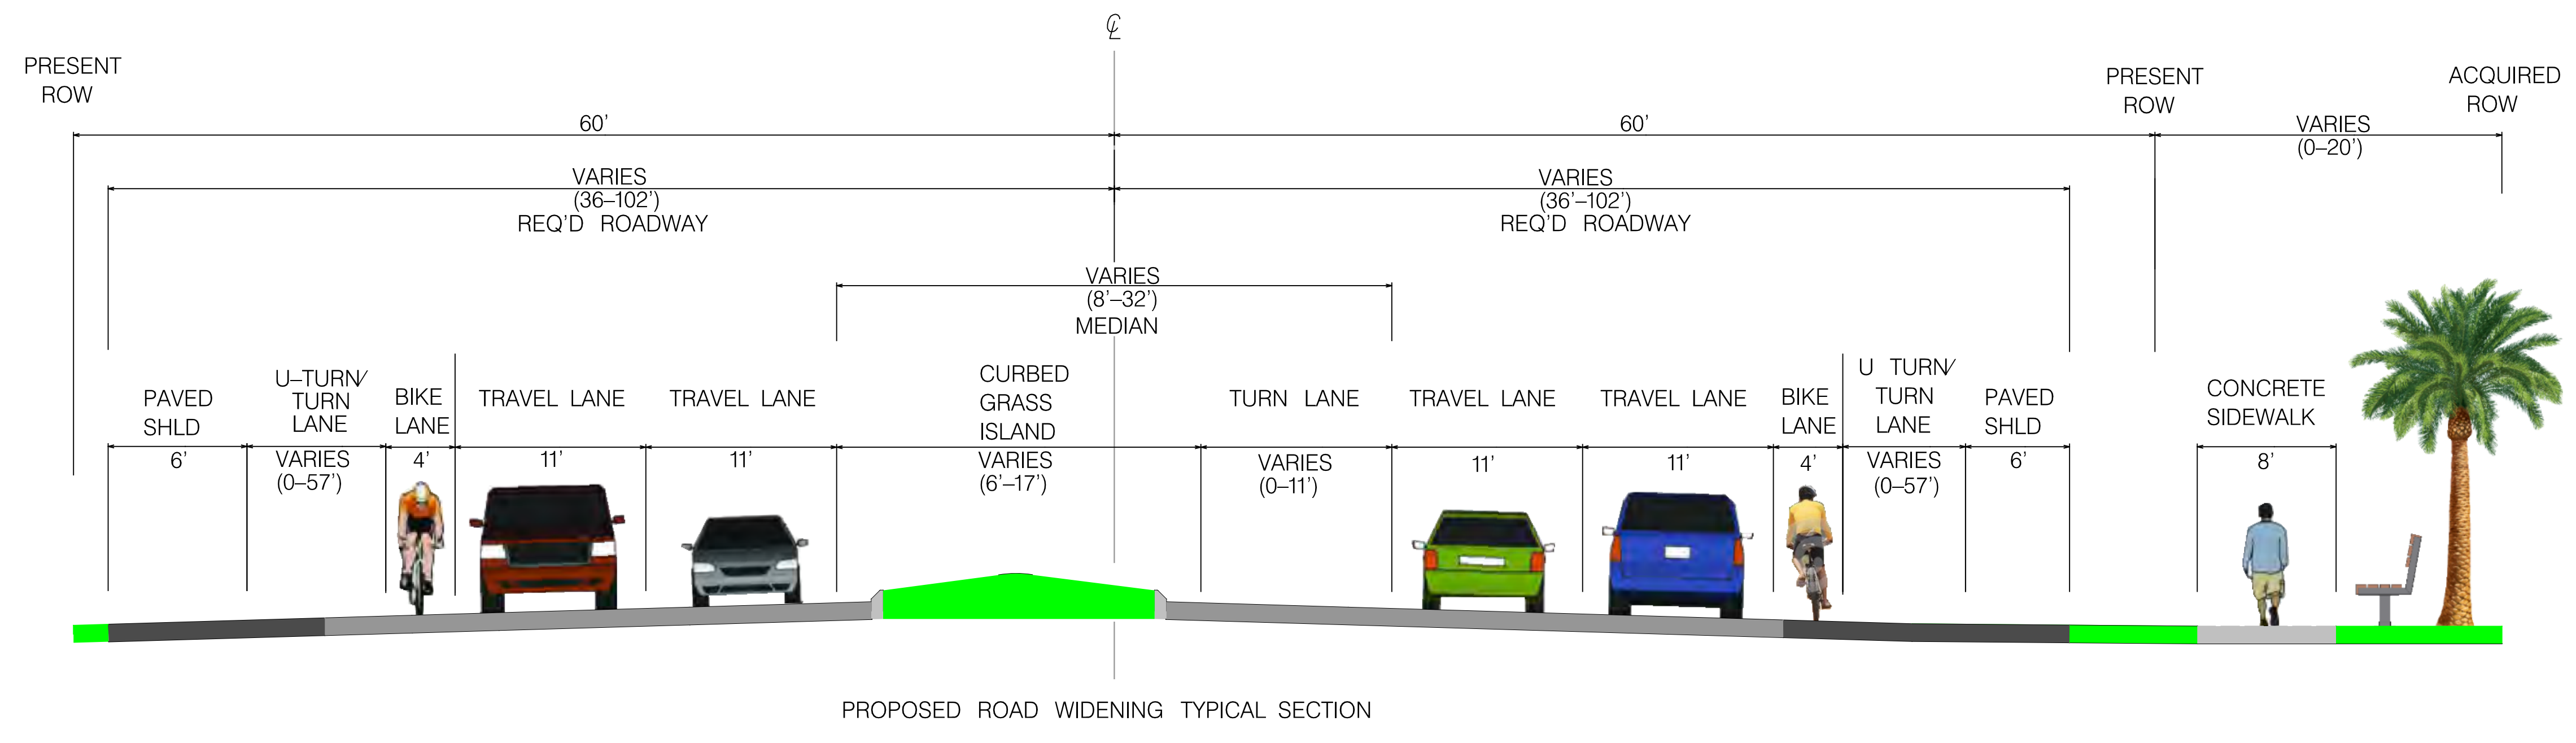 ℄
PRESENT
ROW
PRESENT
ROW
ACQUIRED
ROW
60’
60’
VARIES
(0–20’)
VARIES
(36–102’)
REQ’D ROADWAY
VARIES
(36’–102’)
REQ’D ROADWAY
VARIES
(8’–32’)
MEDIAN
PAVED
SHLD
6’
U–TURN/
TURN
LANE
VARIES
(0–57’)
BIKE
LANE
4’
TRAVEL LANE
11’
TRAVEL LANE
11’
CURBED
GRASS
ISLAND
VARIES
(6’–17’)
TURN LANE
VARIES
(0–11’)
TRAVEL LANE
11’
TRAVEL LANE
11’
BIKE
LANE
4’
U TURN/
TURN
LANE
VARIES
(0–57’)
PAVED
SHLD
6’
CONCRETE
SIDEWALK
8’
PROPOSED ROAD WIDENING TYPICAL SECTION